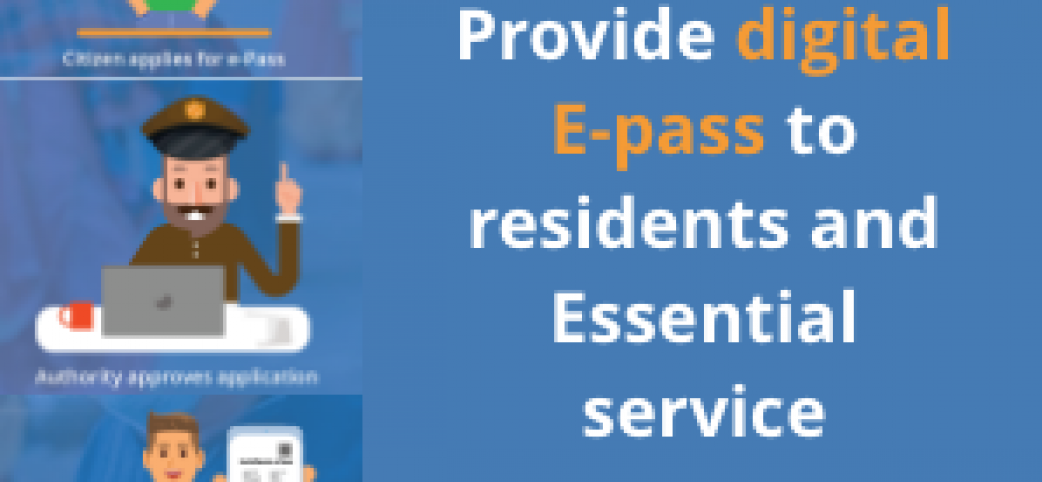 Citizen applies for e-Pass
Authority approves application
Provide digital
E-pass to
residents and
Essential
service